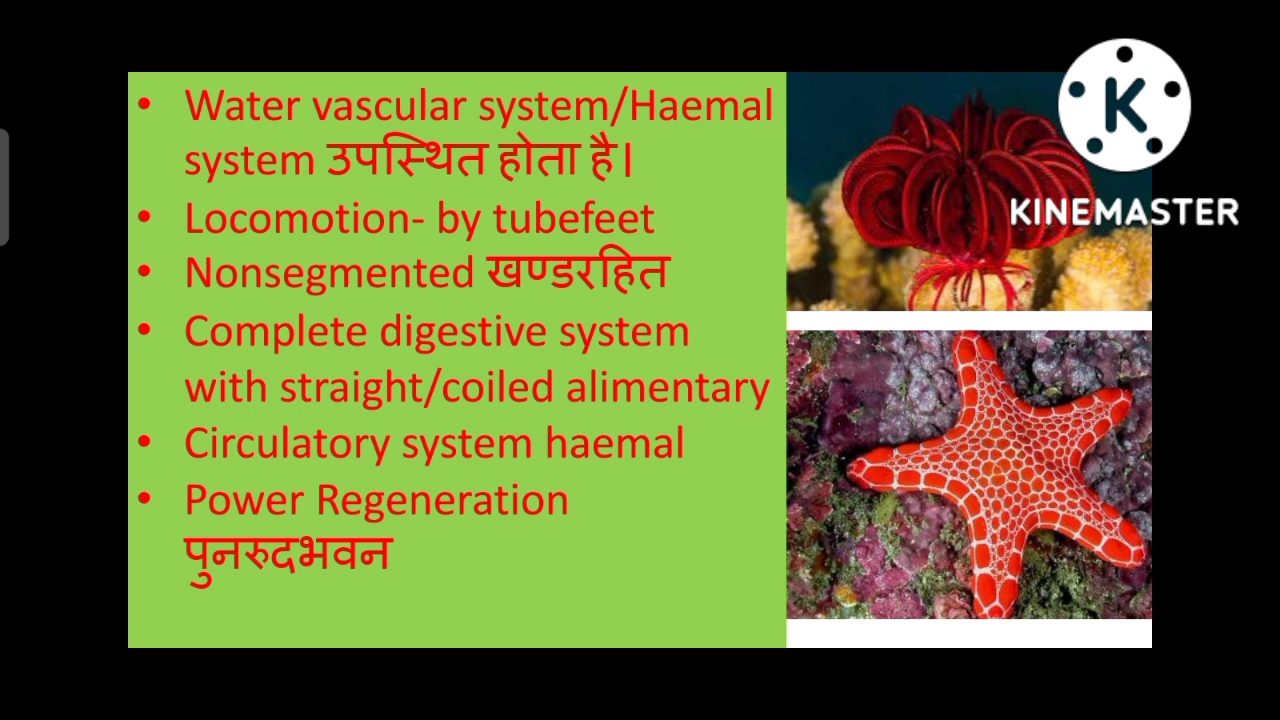 • Water vascular system/Haemal
system उपस्थित होता है।
• Locomotion- by tubefeet
• Nonsegmented खण्डरहित
• Complete digestive system
with straight/coiled alimentary
• Circulatory system haemal
• Power Regeneration
पुनरुदभवन
K
KINEMASTER